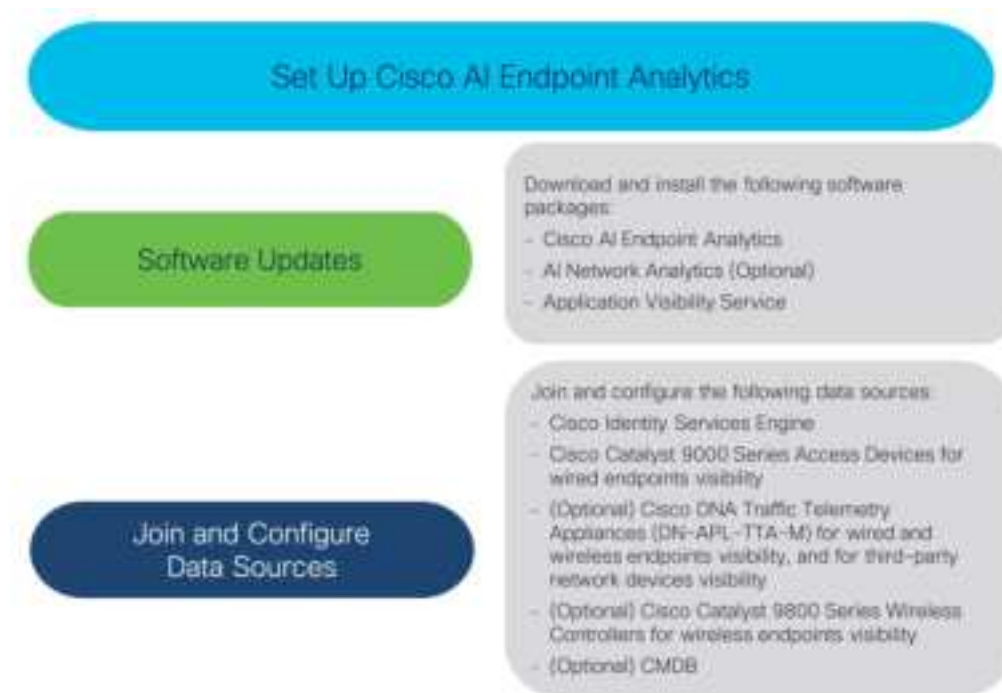 Set Up Cisco AI Endpoint Analytics
Software Updates
Download and install the following software
packages:
- Cisco AI Endpoint Analytics
- AI Network Analytics (Optional)
- Application Visibility Service
Join and Configure
Data Sources
Join and configure the following data sources:
- Cisco Identity Services Engine
- Cisco Catalyst 9000 Series Access Devices for
wired endpoints visibility
- (Optional) Cisco DNA Traffic Telemetry
Appliances (DN-APL-TTA-M) for wired and
wireless endpoints visibility, and for third-party
network devices visibility
- (Optional) Cisco Catalyst 9800 Series Wireless
Controllers for wireless endpoints visibility
- (Optional) CMDB